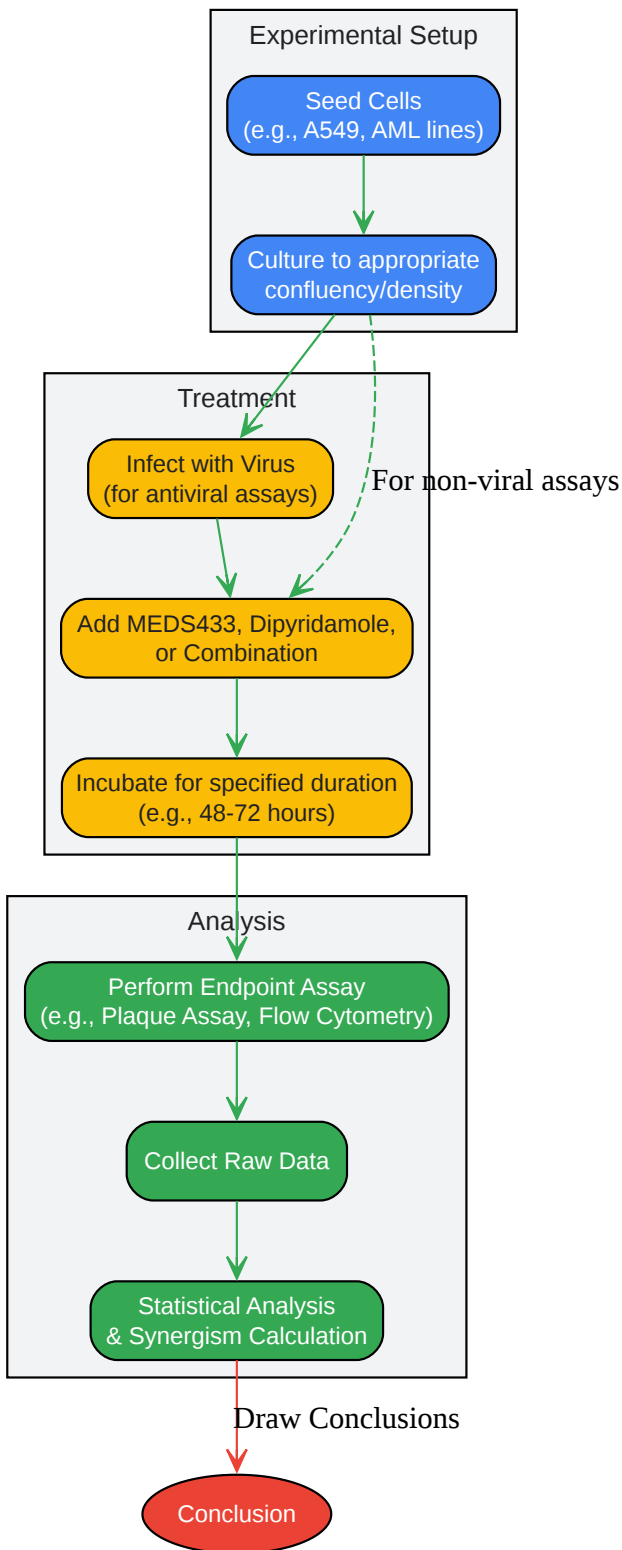 Experimental Setup
Seed Cells
(e.g., A549, AML lines)
Culture to appropriate
confluency/density
Treatment
Infect with Virus
(for antiviral assays)
For non-viral assays
Add MEDS433, Dipyridamole,
or Combination
Incubate for specified duration
(e.g., 48-72 hours)
Analysis
Perform Endpoint Assay
(e.g., Plaque Assay, Flow Cytometry)
Collect Raw Data
Statistical Analysis
& Synergism Calculation
Draw Conclusions
Conclusion